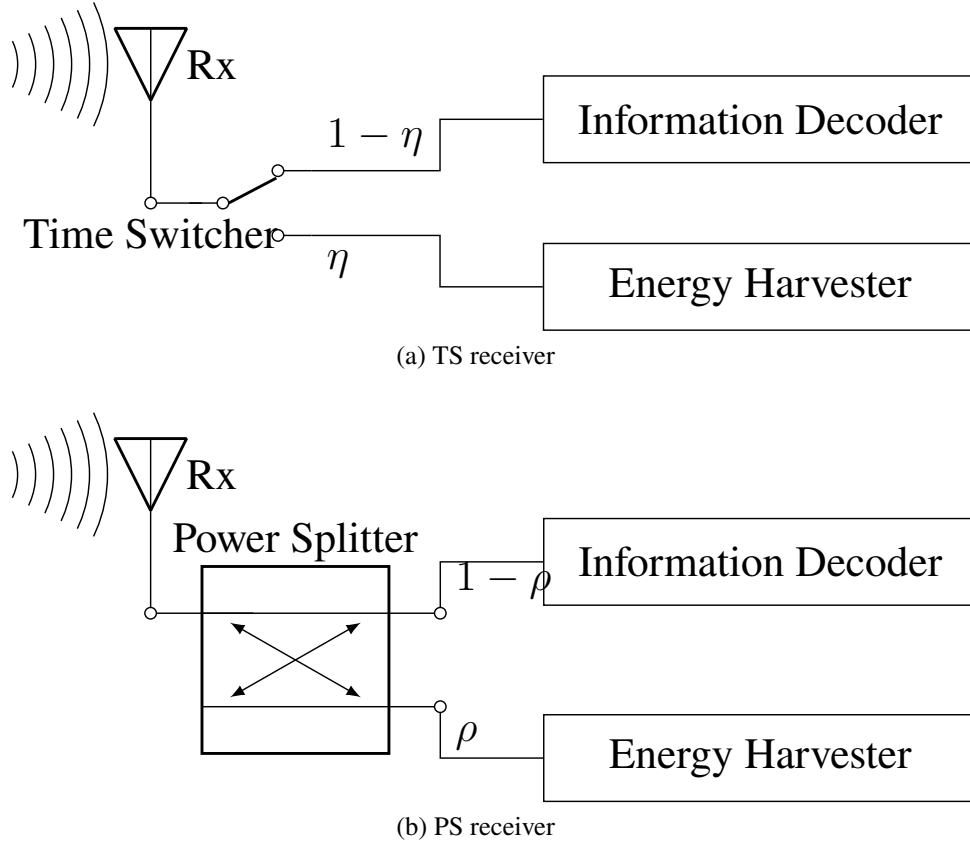 Rx
1 − η
Information Decoder
Time Switcher
η
Energy Harvester
(a) TS receiver
Rx
Power Splitter
1 − ρ
Information Decoder
ρ
Energy Harvester
(b) PS receiver